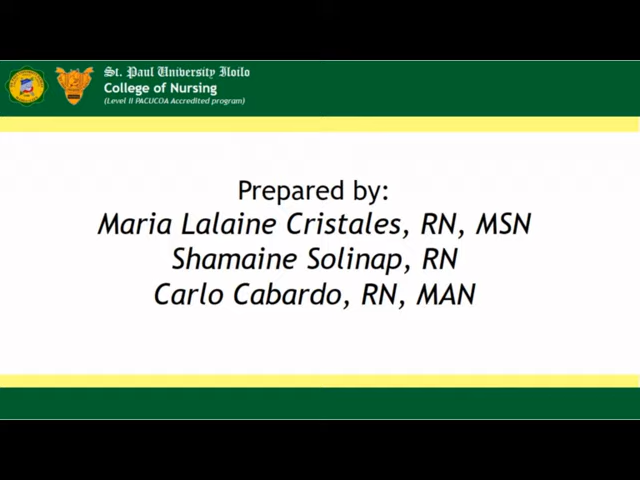 St. Paul University Iloilo
College of Nursing
(Level II PACUCOA Accredited program)
Prepared by:
Maria Lalaine Cristales, RN, MSN
Shamaine Solinap, RN
Carlo Cabardo, RN, MAN